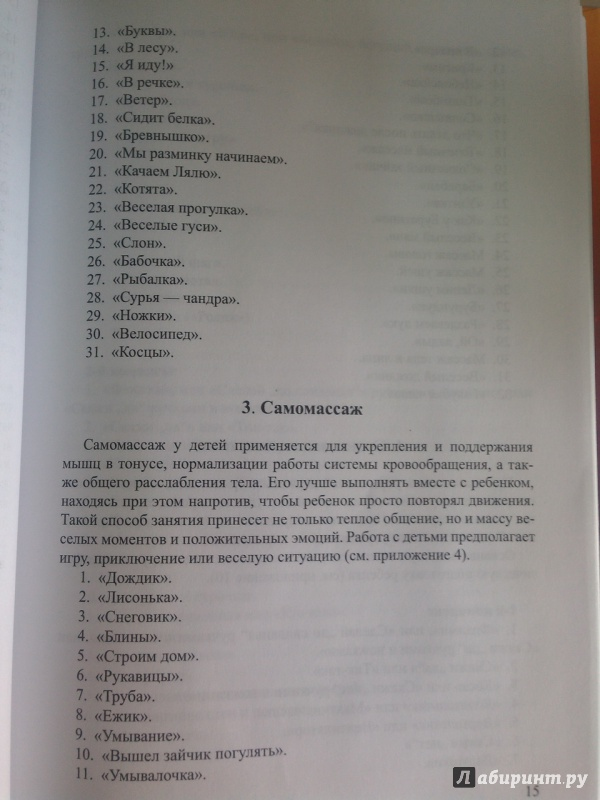 13. «Буквы».
14. «В лесу».
15. «Я иду!»
16. «В речке».
17. «Ветер».
18. «Сидит белка».
19. «Бревнышко».
20. «Мы разминку начинаем».
21. «Качаем Лялю».
22. «Котята».
23. «Веселая прогулка».
24. «Веселые гуси».
25. «Слон».
26. «Бабочка».
27. «Рыбалка».
28. «Сурья — чандра».
29. «Ножки».
30. «Велосипед».
31. «Косцы».
3. Самомассаж
Самомассаж у детей применяется для укрепления и поддержания
мышц в тонусе, нормализации работы системы кровообращения, а так-
же общего расслабления тела. Его лучше выполнять вместе с ребенком,
находясь при этом напротив, чтобы ребенок просто повторял движения.
Такой способ занятия принесет не только теплое общение, но и массу ве-
селых моментов и положительных эмоций. Работа с детьми предполагает
игру, приключение или веселую ситуацию (см. приложение 4).
1. «Дождик».
2. «Лисонька».
3. «Снеговик».
4. «Блины».
5. «Строим дом».
6. «Рукавицы».
7. «Труба».
8. «Ежик».
9. «Умывание».
10. «Вышел зайчик погулять».
11. «Умывалочка».
15
Лабиринт.ру